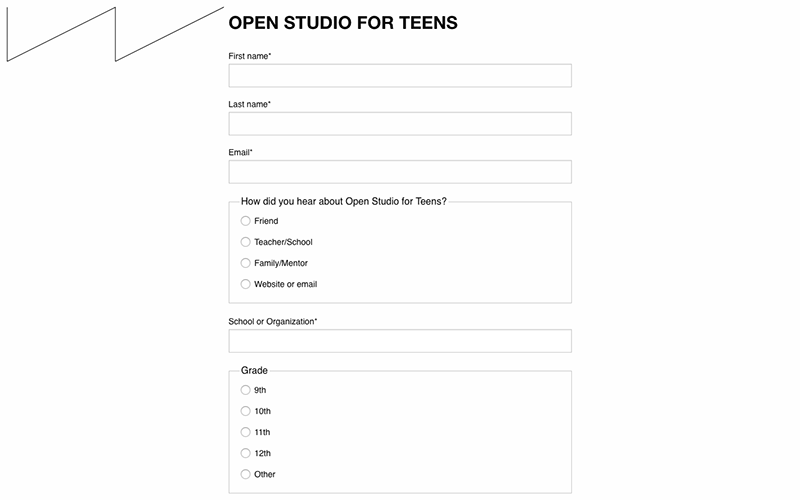 OPEN STUDIO FOR TEENS
First name*
Last name*
Email*
How did you hear about Open Studio for Teens?
Friend
Teacher/School
Family/Mentor
Website or email
School or Organization*
Grade
9th
10th
11th
12th
Other